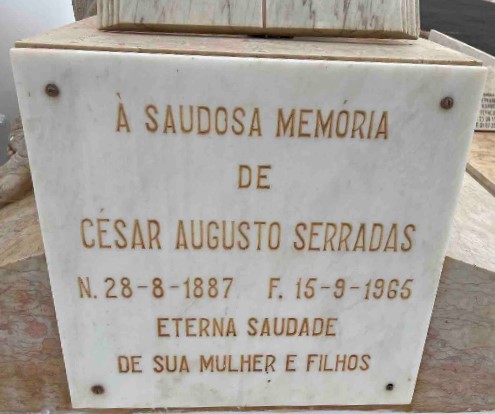 À SAUDOSA MEMÓRIA
DE
CÉSAR AUGUSTO SERRADAS
N. 28-8-1887 F. 15-9-1965
ETERNA SAUDADE
DE SUA MULHER E FILHOS